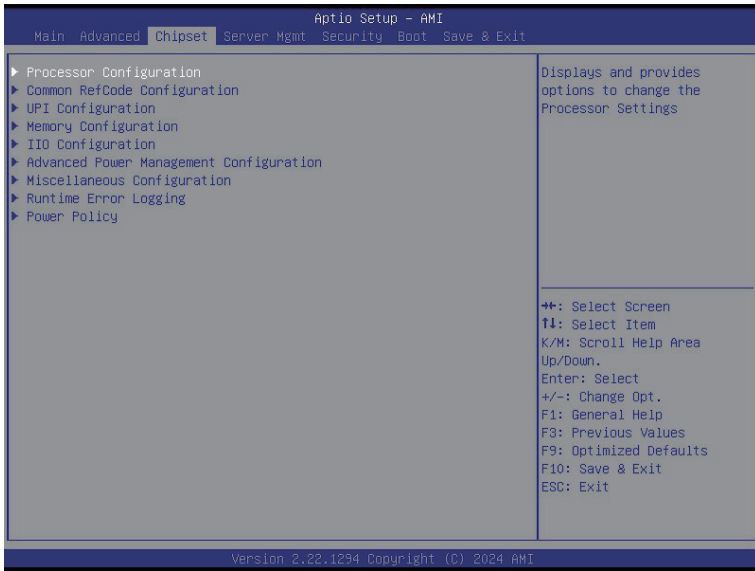 Aptio Setup – AMI
Main Advanced Chipset Server Mgmt Security Boot Save & Exit
▶ Processor Configuration
▶ Common RefCode Configuration
▶ UPI Configuration
▶ Memory Configuration
▶ IIO Configuration
▶ Advanced Power Management Configuration
▶ Miscellaneous Configuration
▶ Runtime Error Logging
▶ Power Policy
Displays and provides
options to change the
Processor Settings
→←: Select Screen
↑↓: Select Item
K/M: Scroll Help Area
Up/Down.
Enter: Select
+/-: Change Opt.
F1: General Help
F3: Previous Values
F9: Optimized Defaults
F10: Save & Exit
ESC: Exit
Version 2.22.1294 Copyright (C) 2024 AMI